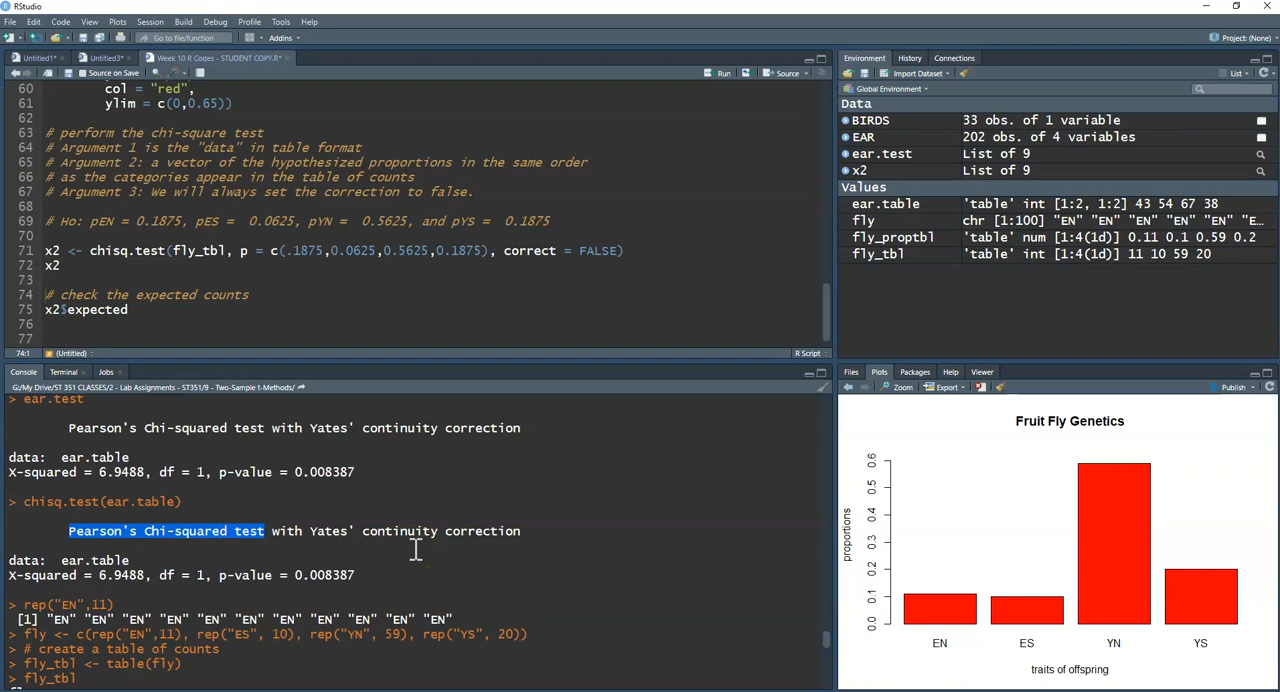 RStudio
File Edit Code View Plots Session Build Debug Profile Tools Help
Go to file/function Addins Project: (None)
Untitled1* Untitled3* Week 10 R Codes - STUDENT COPY.R*
Source on Save Run Source
60 col = "red",
61 ylim = c(0,0.65))
62
63 # perform the chi-square test
64 # Argument 1 is the "data" in table format
65 # Argument 2: a vector of the hypothesized proportions in the same order
66 # as the categories appear in the table of counts
67 # Argument 3: We will always set the correction to false.
68
69 # Ho: pEN = 0.1875, pES = 0.0625, pYN = 0.5625, and pYS = 0.1875
70
71 x2 <- chisq.test(fly_tbl, p = c(.1875,0.0625,0.5625,0.1875), correct = FALSE)
72 x2
73
74 # check the expected counts
75 x2$expected
76
77
74:1 (Untitled) R Script
Console Terminal Jobs
G:/My Drive/ST 351 CLASSES/2 - Lab Assignments - ST351/9 - Two-Sample t-Methods/
> ear.test
Pearson's Chi-squared test with Yates' continuity correction
data: ear.table
X-squared = 6.9488, df = 1, p-value = 0.008387
> chisq.test(ear.table)
Pearson's Chi-squared test with Yates' continuity correction
data: ear.table
X-squared = 6.9488, df = 1, p-value = 0.008387
> rep("EN",11)
[1] "EN" "EN" "EN" "EN" "EN" "EN" "EN" "EN" "EN" "EN" "EN"
> fly <- c(rep("EN",11), rep("ES", 10), rep("YN", 59), rep("YS", 20))
> # create a table of counts
> fly_tbl <- table(fly)
> fly_tbl
Environment History Connections
Import Dataset List
Global Environment
Data
BIRDS 33 obs. of 1 variable
EAR 202 obs. of 4 variables
ear.test List of 9
x2 List of 9
Values
ear.table 'table' int [1:2, 1:2] 43 54 67 38
fly chr [1:100] "EN" "EN" "EN" "EN" "EN" "E…
fly_proptbl 'table' num [1:4(1d)] 0.11 0.1 0.59 0.2
fly_tbl 'table' int [1:4(1d)] 11 10 59 20
Files Plots Packages Help Viewer
Zoom Export Publish
Fruit Fly Genetics
proportions
0.6
0.5
0.4
0.3
0.2
0.1
0.0
EN ES YN YS
traits of offspring